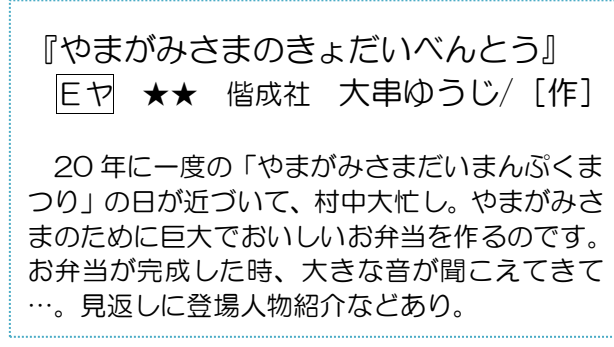 『やまがみさまのきょだいべんとう』
Eヤ ★★ 偕成社 大串ゆうじ/［作］
20年に一度の「やまがみさまだいまんぷくま
つり」の日が近づいて、村中大忙し。やまがみさ
まのために巨大でおいしいお弁当を作るのです。
お弁当が完成した時、大きな音が聞こえてきて
…。見返しに登場人物紹介などあり。